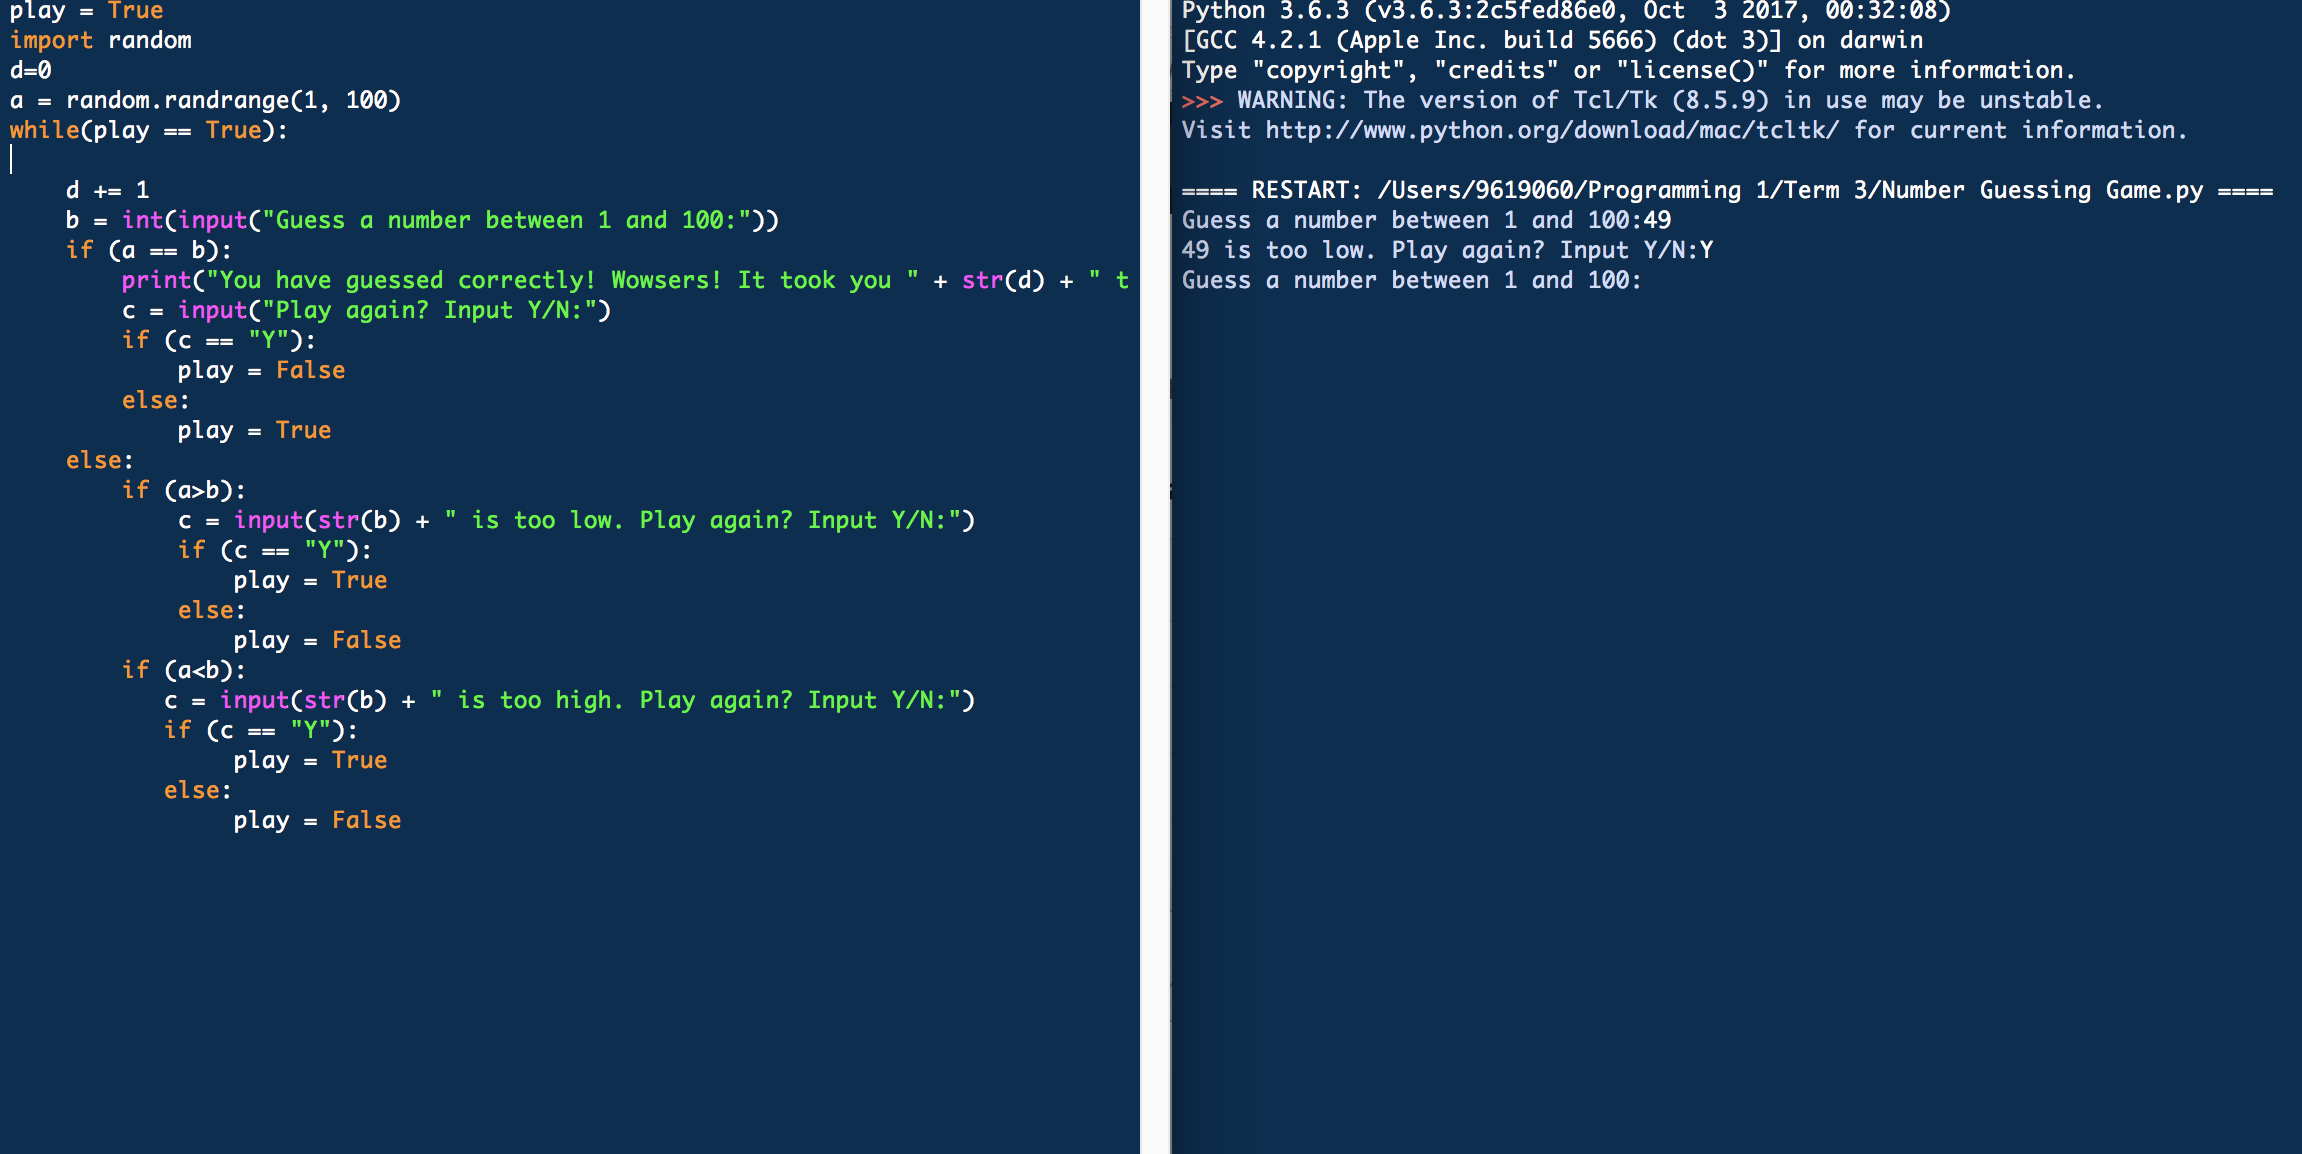 play = True
import random
d=0
a = random.randrange(1, 100)
while(play == True):

    d += 1
    b = int(input("Guess a number between 1 and 100:"))
    if (a == b):
        print("You have guessed correctly! Wowsers! It took you " + str(d) + " t
        c = input("Play again? Input Y/N:")
        if (c == "Y"):
            play = False
        else:
            play = True
    else:
        if (a>b):
            c = input(str(b) + " is too low. Play again? Input Y/N:")
            if (c == "Y"):
                play = True
            else:
                play = False
        if (a<b):
           c = input(str(b) + " is too high. Play again? Input Y/N:")
           if (c == "Y"):
                play = True
           else:
                play = False
Python 3.6.3 (v3.6.3:2c5fed86e0, Oct  3 2017, 00:32:08)
[GCC 4.2.1 (Apple Inc. build 5666) (dot 3)] on darwin
Type "copyright", "credits" or "license()" for more information.
>>> WARNING: The version of Tcl/Tk (8.5.9) in use may be unstable.
Visit http://www.python.org/download/mac/tcltk/ for current information.

==== RESTART: /Users/9619060/Programming 1/Term 3/Number Guessing Game.py ====
Guess a number between 1 and 100:49
49 is too low. Play again? Input Y/N:Y
Guess a number between 1 and 100: